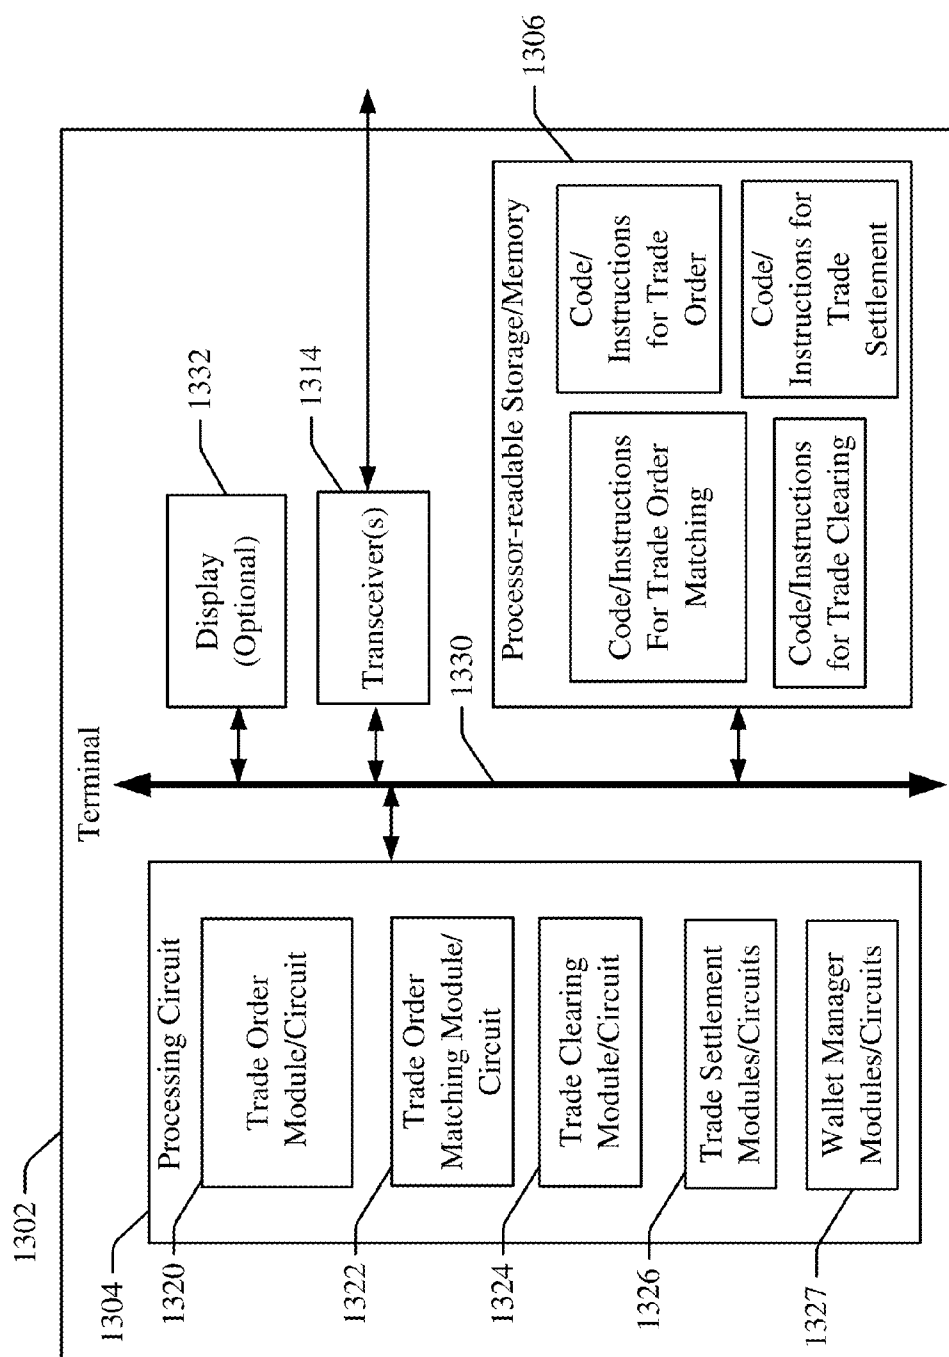 1302
Terminal
1304
Processing Circuit
1320
Trade Order
Module/Circuit
1322
Trade Order
Matching Module/
Circuit
1324
Trade Clearing
Module/Circuit
1326
Trade Settlement
Modules/Circuits
1327
Wallet Manager
Modules/Circuits
Display
(Optional)
1332
Transceiver(s)
1314
1330
Processor-readable Storage/Memory
1306
Code/Instructions
For Trade Order
Matching
Code/
Instructions
for Trade
Order
Code/Instructions
for Trade Clearing
Code/
Instructions for
Trade
Settlement